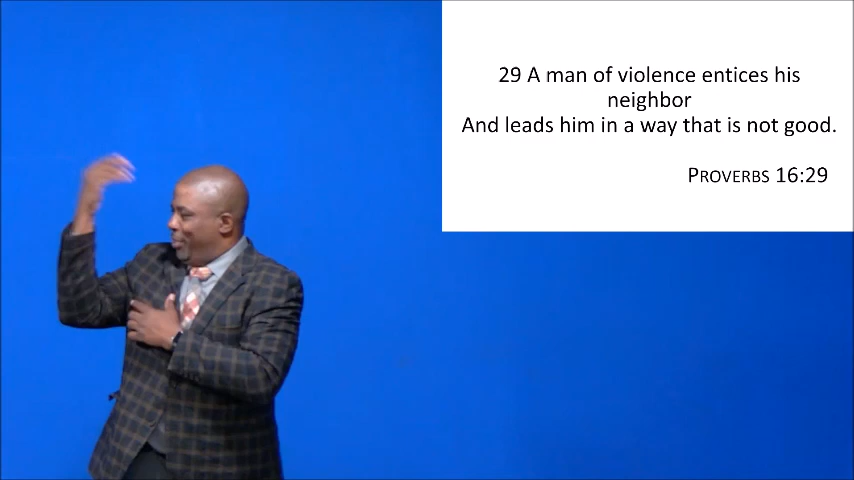 29 A man of violence entices his
neighbor
And leads him in a way that is not good.
PROVERBS 16:29